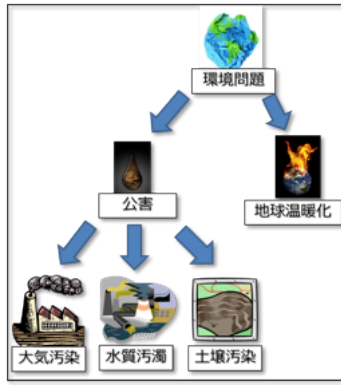 環境問題
公害
地球温暖化
大気汚染
水質汚濁
土壌汚染